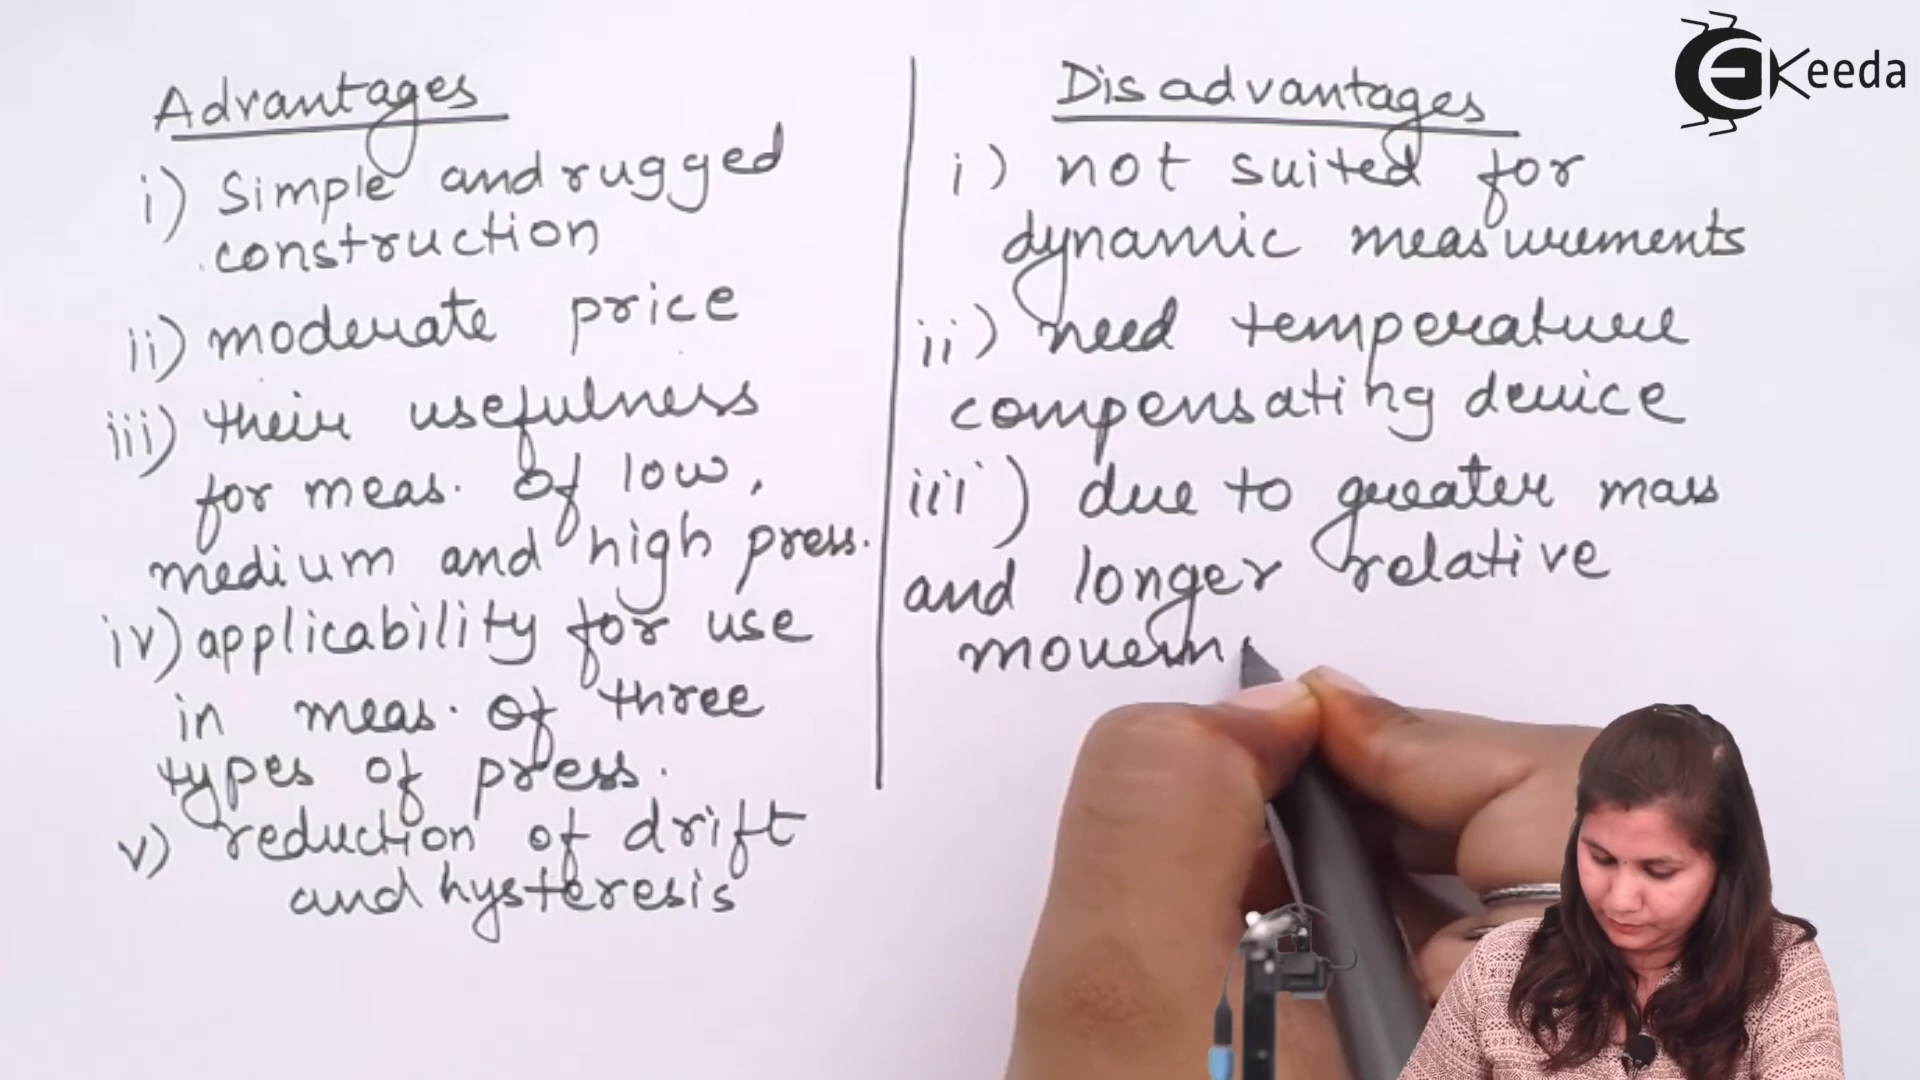 Advantages
i) Simple and rugged
construction
ii) moderate price
iii) their usefulness
for meas. of low,
medium and high press.
iv) applicability for use
in meas. of three
types of press.
v) reduction of drift
and hysteresis
Disadvantages
i) not suited for
dynamic measurements
ii) need temperature
compensating device
iii) due to greater mass
and longer relative
movem
EKeeda